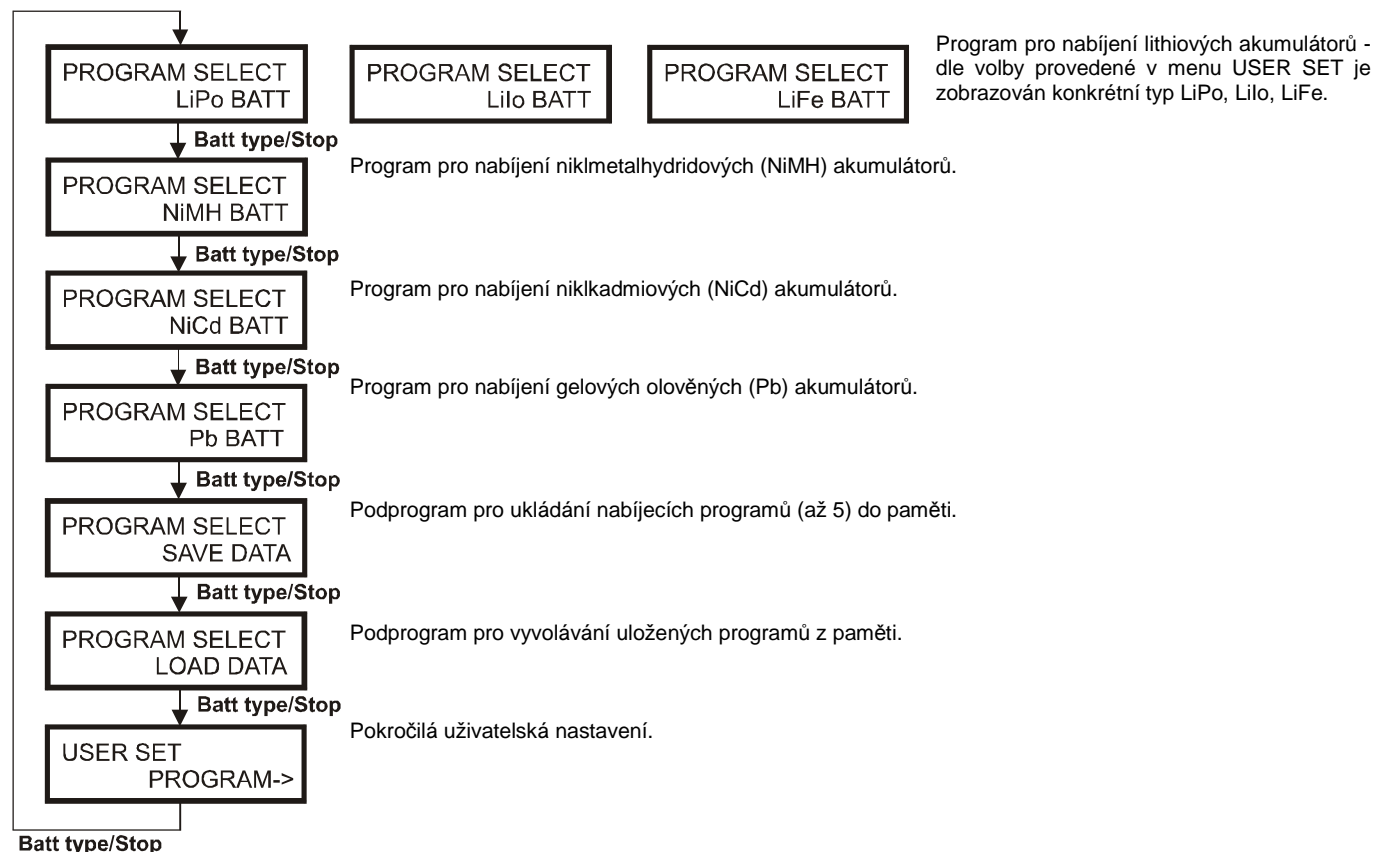 PROGRAM SELECT
LiPo BATT
PROGRAM SELECT
LiIo BATT
PROGRAM SELECT
LiFe BATT
Program pro nabíjení lithiových akumulátorů -
dle volby provedené v menu USER SET je
zobrazován konkrétní typ LiPo, LiIo, LiFe.
Batt type/Stop
PROGRAM SELECT
NiMH BATT
Program pro nabíjení niklmetalhydridových (NiMH) akumulátorů.
Batt type/Stop
PROGRAM SELECT
NiCd BATT
Program pro nabíjení niklkadmiových (NiCd) akumulátorů.
Batt type/Stop
PROGRAM SELECT
Pb BATT
Program pro nabíjení gelových olověných (Pb) akumulátorů.
Batt type/Stop
PROGRAM SELECT
SAVE DATA
Podprogram pro ukládání nabíjecích programů (až 5) do paměti.
Batt type/Stop
PROGRAM SELECT
LOAD DATA
Podprogram pro vyvolávání uložených programů z paměti.
Batt type/Stop
USER SET
PROGRAM->
Pokročilá uživatelská nastavení.
Batt type/Stop